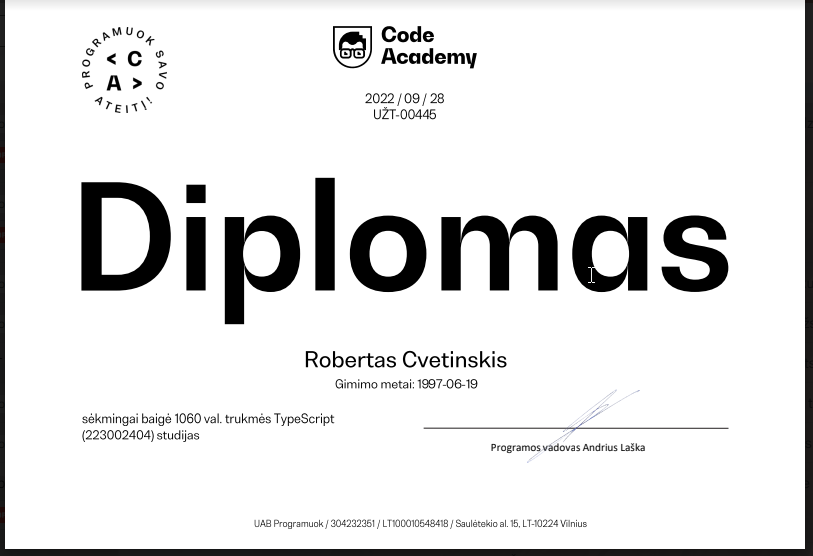 PROGRAMUOK SAVO ATEITĮ!
< C
A >
Code
Academy
2022 / 09 / 28
UŽT-00445
Diplomas
Robertas Cvetinskis
Gimimo metai: 1997-06-19
sėkmingai baigė 1060 val. trukmės TypeScript
(223002404) studijas
Programos vadovas Andrius Laška
UAB Programuok / 304232351 / LT100010548418 / Saulėtekio al. 15, LT-10224 Vilnius